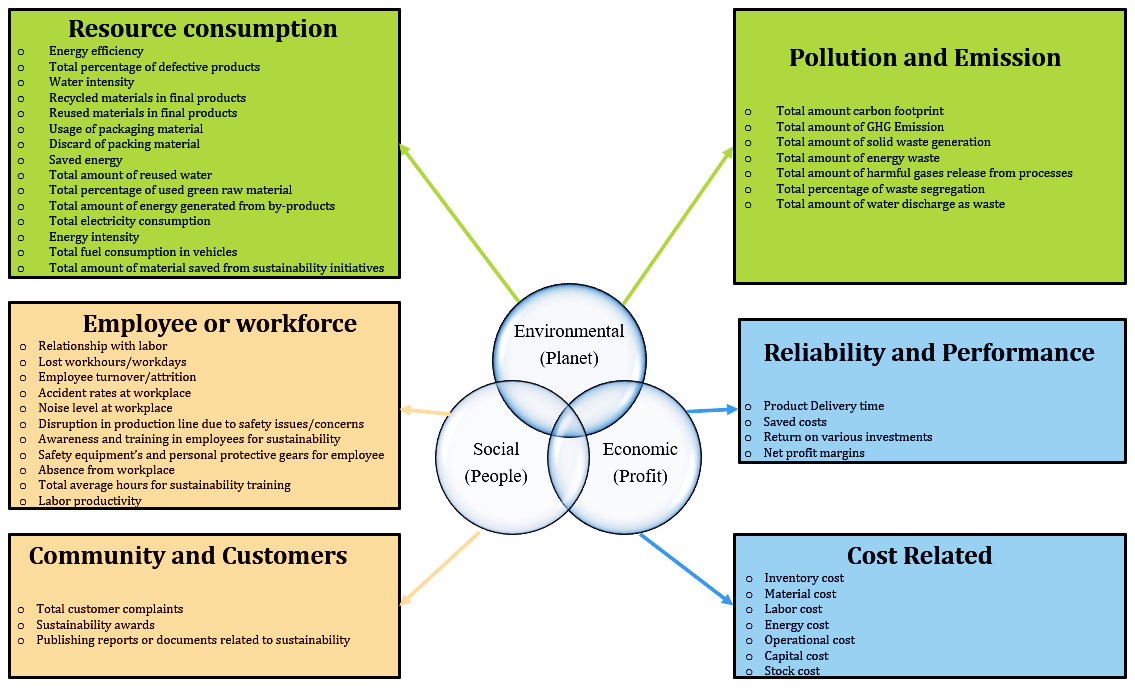 Resource consumption
o Energy efficiency
o Total percentage of defective products
o Water intensity
o Recycled materials in final products
o Reused materials in final products
o Usage of packaging material
o Discard of packing material
o Saved energy
o Total amount of reused water
o Total percentage of used green raw material
o Total amount of energy generated from by-products
o Total electricity consumption
o Energy intensity
o Total fuel consumption in vehicles
o Total amount of material saved from sustainability initiatives
Pollution and Emission
o Total amount carbon footprint
o Total amount of GHG Emission
o Total amount of solid waste generation
o Total amount of energy waste
o Total amount of harmful gases release from processes
o Total percentage of waste segregation
o Total amount of water discharge as waste
Environmental
(Planet)
Social
(People)
Economic
(Profit)
Employee or workforce
o Relationship with labor
o Lost workhours/workdays
o Employee turnover/attrition
o Accident rates at workplace
o Noise level at workplace
o Disruption in production line due to safety issues/concerns
o Awareness and training in employees for sustainability
o Safety equipment's and personal protective gears for employee
o Absence from workplace
o Total average hours for sustainability training
o Labor productivity
Reliability and Performance
o Product Delivery time
o Saved costs
o Return on various investments
o Net profit margins
Community and Customers
o Total customer complaints
o Sustainability awards
o Publishing reports or documents related to sustainability
Cost Related
o Inventory cost
o Material cost
o Labor cost
o Energy cost
o Operational cost
o Capital cost
o Stock cost